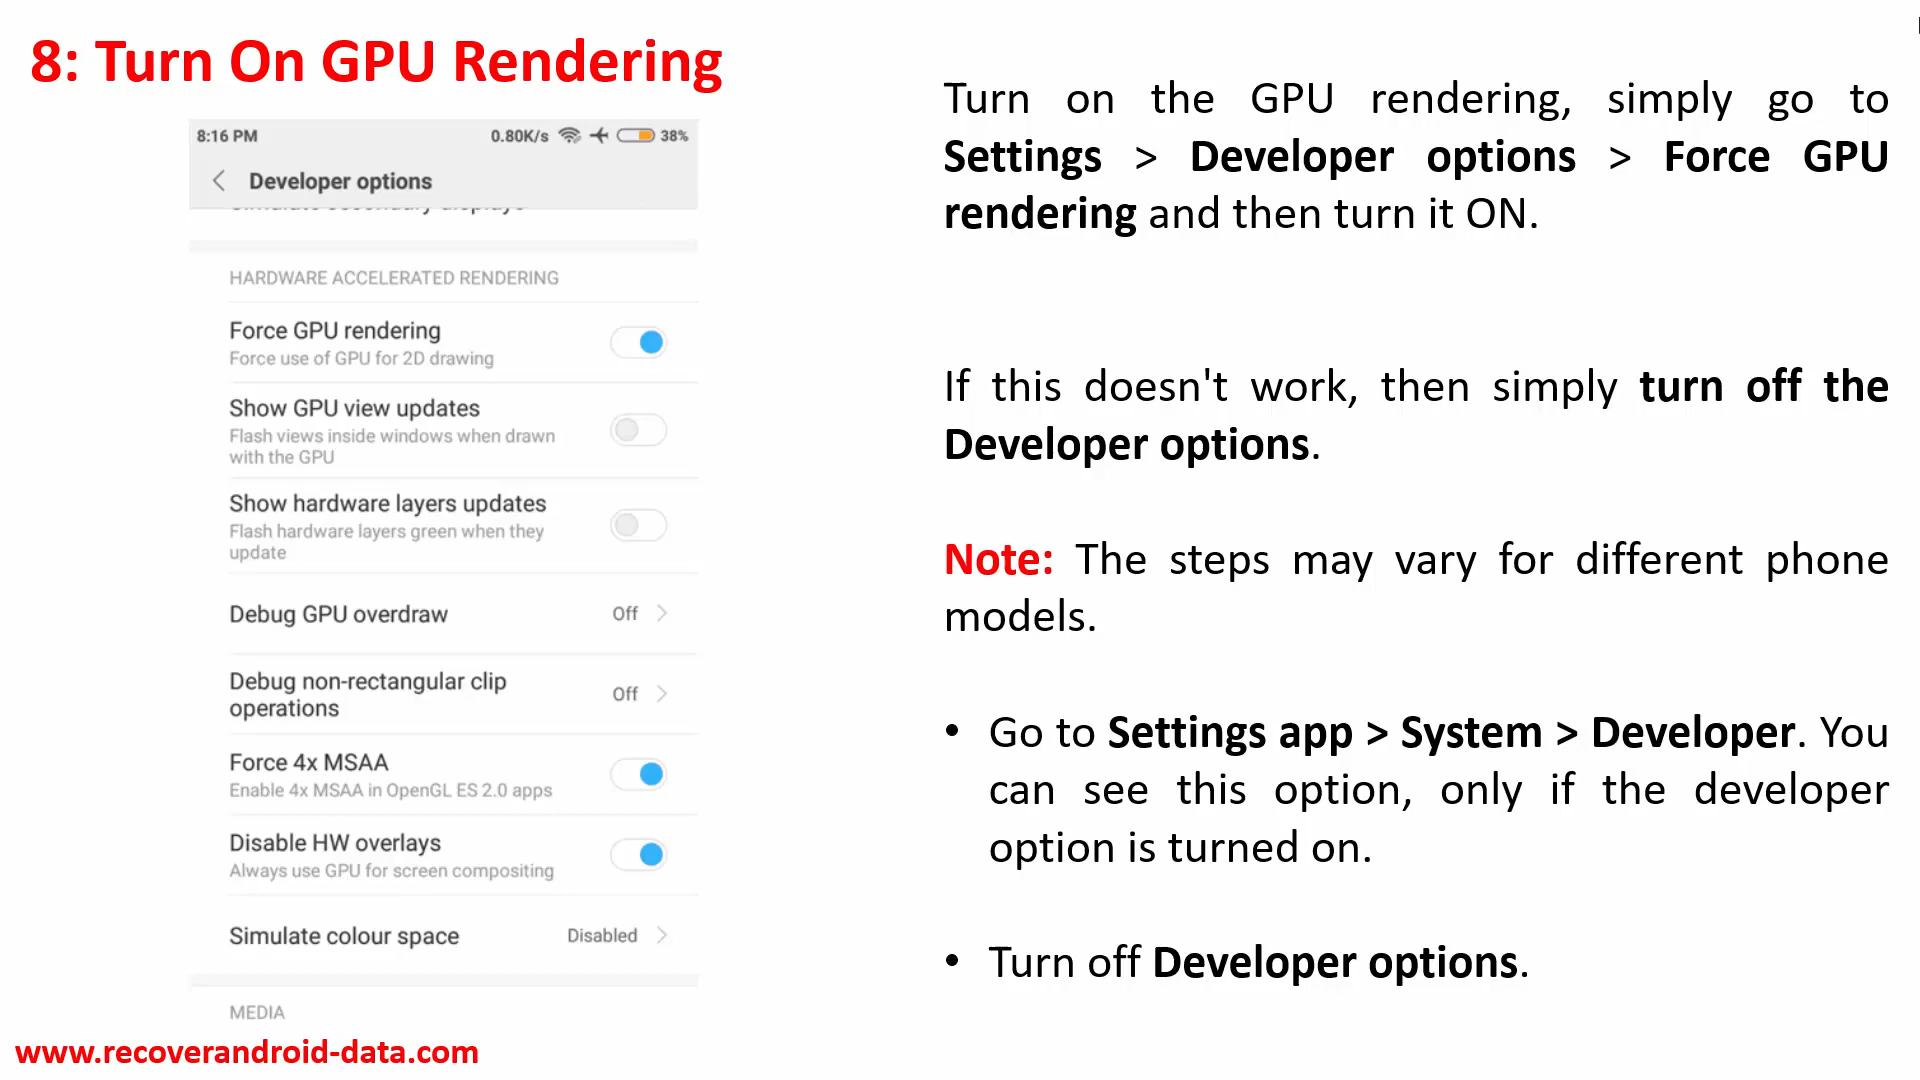 8: Turn On GPU Rendering
8:16 PM 0.80K/s 38%
Developer options
Simulate secondary displays
HARDWARE ACCELERATED RENDERING
Force GPU rendering
Force use of GPU for 2D drawing
Show GPU view updates
Flash views inside windows when drawn
with the GPU
Show hardware layers updates
Flash hardware layers green when they
update
Debug GPU overdraw Off
Debug non-rectangular clip
operations Off
Force 4x MSAA
Enable 4x MSAA in OpenGL ES 2.0 apps
Disable HW overlays
Always use GPU for screen compositing
Simulate colour space Disabled
MEDIA
www.recoverandroid-data.com
Turn on the GPU rendering, simply go to
Settings > Developer options > Force GPU
rendering and then turn it ON.
If this doesn't work, then simply turn off the
Developer options.
Note: The steps may vary for different phone
models.
• Go to Settings app > System > Developer. You
can see this option, only if the developer
option is turned on.
• Turn off Developer options.